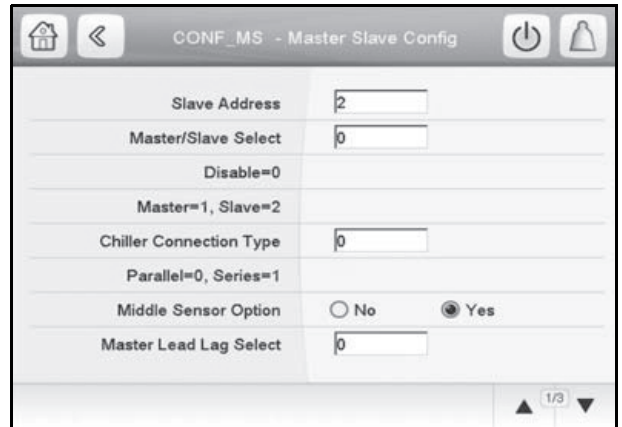 CONF_MS - Master Slave Config
Slave Address 2
Master/Slave Select 0
Disable=0
Master=1, Slave=2
Chiller Connection Type 0
Parallel=0, Series=1
Middle Sensor Option No Yes
Master Lead Lag Select 0
1/3